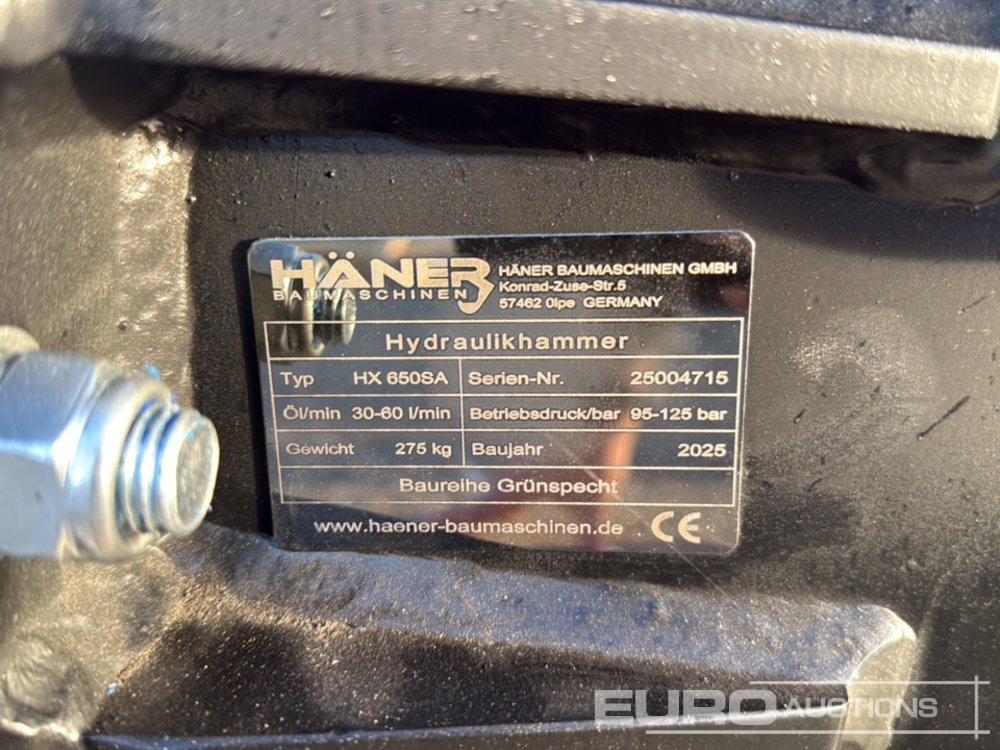 HÄNER
BAUMASCHINEN
HÄNER BAUMASCHINEN GMBH
Konrad-Zuse-Str.5
57462 Olpe GERMANY
Hydraulikhammer
Typ HX 650SA Serien-Nr. 25004715
Öl/min 30-60 l/min Betriebsdruck/bar 95-125 bar
Gewicht 275 kg Baujahr 2025
Baureihe Grünspecht
www.haener-baumaschinen.de CE
EURO AUCTIONS